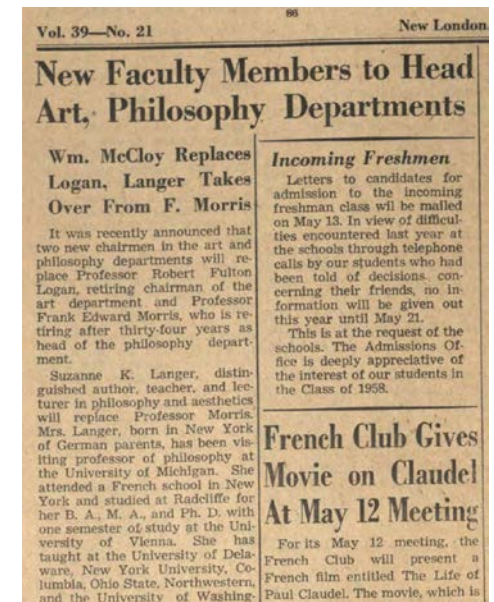 86
Vol. 39—No. 21
New London
New Faculty Members to Head
Art, Philosophy Departments
Wm. McCloy Replaces
Logan, Langer Takes
Over From F. Morris
It was recently announced that
two new chairmen in the art and
philosophy departments will re-
place Professor Robert Fulton
Logan, retiring chairman of the
art department and Professor
Frank Edward Morris, who is re-
tiring after thirty-four years as
head of the philosophy depart-
ment.
Suzanne K. Langer, distin-
guished author, teacher, and lec-
turer in philosophy and aesthetics
will replace Professor Morris.
Mrs. Langer, born in New York
of German parents, has been vis-
iting professor of philosophy at
the University of Michigan. She
attended a French school in New
York and studied at Radcliffe for
her B. A., M. A., and Ph. D. with
one semester of study at the Uni-
versity of Vienna. She has
taught at the University of Dela-
ware, New York University, Co-
lumbia, Ohio State, Northwestern,
and the University of Washing-
Incoming Freshmen
Letters to candidates for
admission to the incoming
freshman class wil be mailed
on May 13. In view of difficul-
ties encountered last year at
the schools through telephone
calls by our students who had
been told of decisions con-
cerning their friends, no in-
formation will be given out
this year until May 21.
This is at the request of the
schools. The Admissions Of-
fice is deeply appreciative of
the interest of our students in
the Class of 1958.
French Club Gives
Movie on Claudel
At May 12 Meeting
For its May 12 meeting, the
French Club will present a
French film entitled The Life of
Paul Claudel. The movie, which is